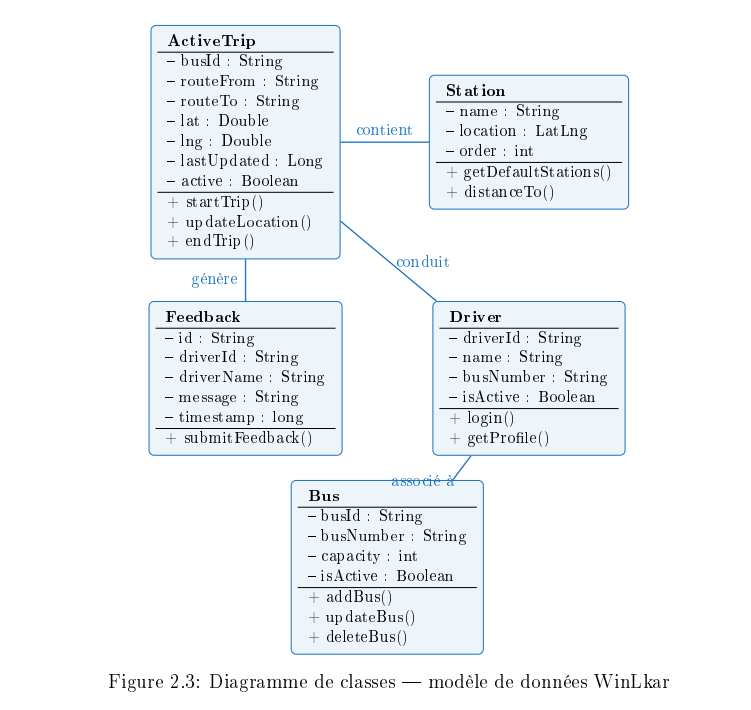 ActiveTrip
– busId : String
– routeFrom : String
– routeTo : String
– lat : Double
– lng : Double
– lastUpdated : Long
– active : Boolean
+ startTrip()
+ updateLocation()
+ endTrip()
contient
Station
– name : String
– location : LatLng
– order : int
+ getDefaultStations()
+ distanceTo()
génère
conduit
Feedback
– id : String
– driverId : String
– driverName : String
– message : String
– timestamp : long
+ submitFeedback()
Driver
– driverId : String
– name : String
– busNumber : String
– isActive : Boolean
+ login()
+ getProfile()
associé à
Bus
– busId : String
– busNumber : String
– capacity : int
– isActive : Boolean
+ addBus()
+ updateBus()
+ deleteBus()
Figure 2.3: Diagramme de classes — modèle de données WinLkar